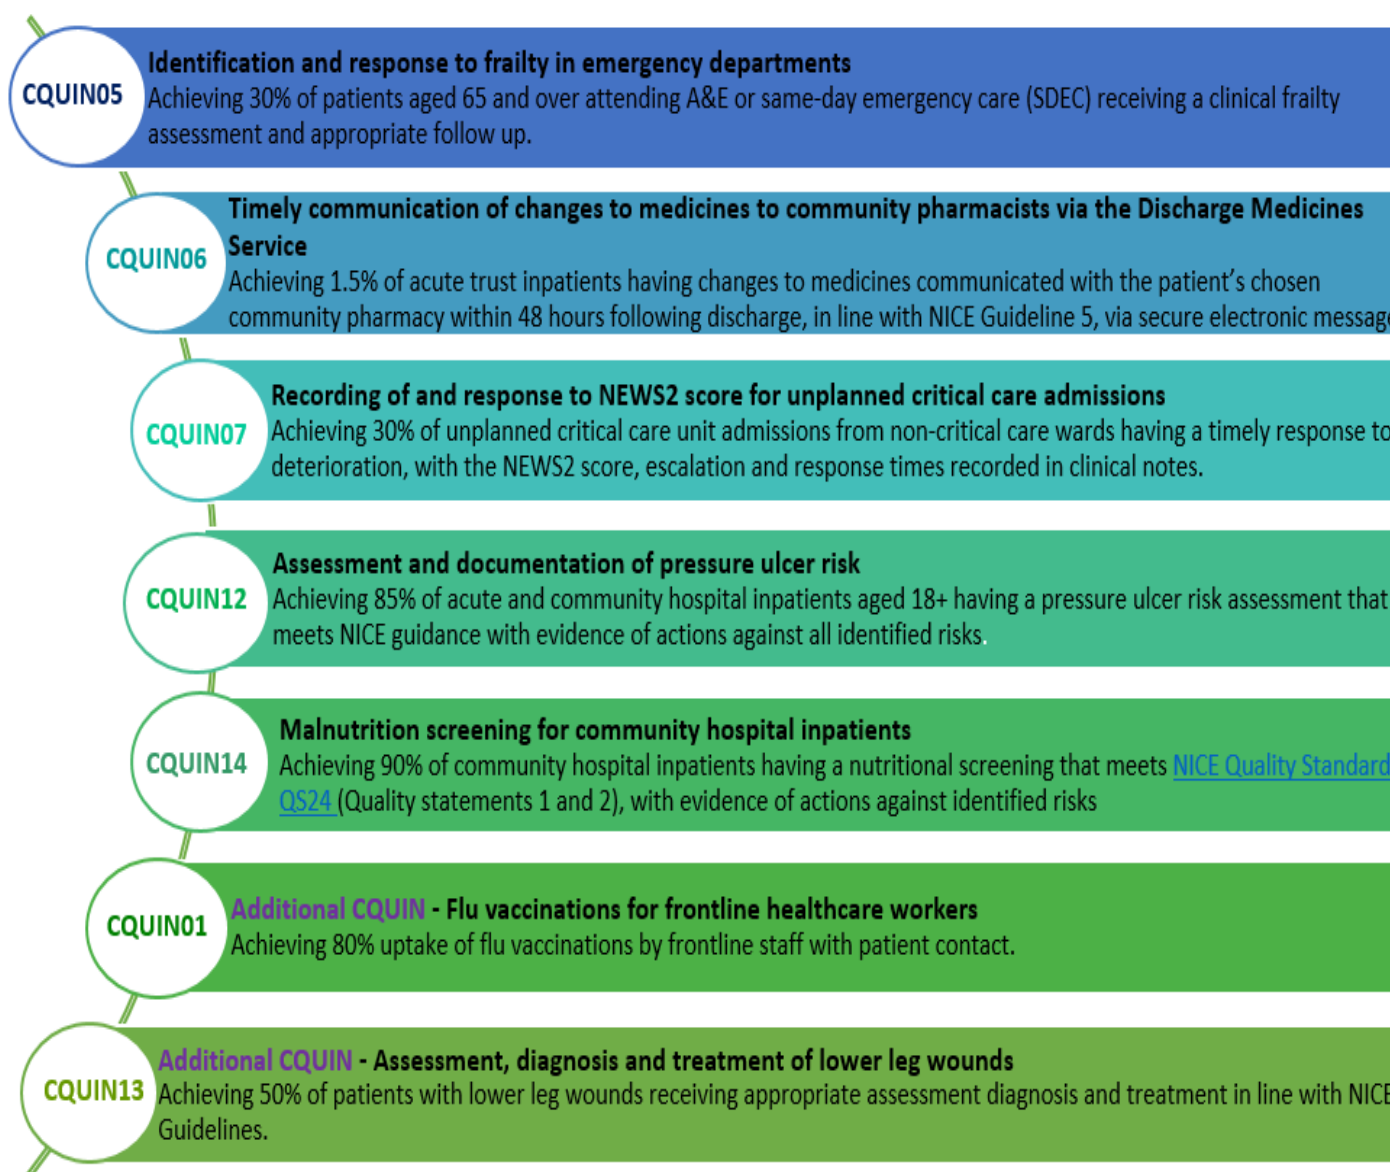 CQUIN05
Identification and response to frailty in emergency departments
Achieving 30% of patients aged 65 and over attending A&E or same-day emergency care (SDEC) receiving a clinical frailty
assessment and appropriate follow up.
CQUIN06
Timely communication of changes to medicines to community pharmacists via the Discharge Medicines
Service
Achieving 1.5% of acute trust inpatients having changes to medicines communicated with the patient’s chosen
community pharmacy within 48 hours following discharge, in line with NICE Guideline 5, via secure electronic message
CQUIN07
Recording of and response to NEWS2 score for unplanned critical care admissions
Achieving 30% of unplanned critical care unit admissions from non-critical care wards having a timely response to
deterioration, with the NEWS2 score, escalation and response times recorded in clinical notes.
CQUIN12
Assessment and documentation of pressure ulcer risk
Achieving 85% of acute and community hospital inpatients aged 18+ having a pressure ulcer risk assessment that
meets NICE guidance with evidence of actions against all identified risks.
CQUIN14
Malnutrition screening for community hospital inpatients
Achieving 90% of community hospital inpatients having a nutritional screening that meets NICE Quality Standard
QS24 (Quality statements 1 and 2), with evidence of actions against identified risks
CQUIN01
Additional CQUIN - Flu vaccinations for frontline healthcare workers
Achieving 80% uptake of flu vaccinations by frontline staff with patient contact.
CQUIN13
Additional CQUIN - Assessment, diagnosis and treatment of lower leg wounds
Achieving 50% of patients with lower leg wounds receiving appropriate assessment diagnosis and treatment in line with NICE
Guidelines.